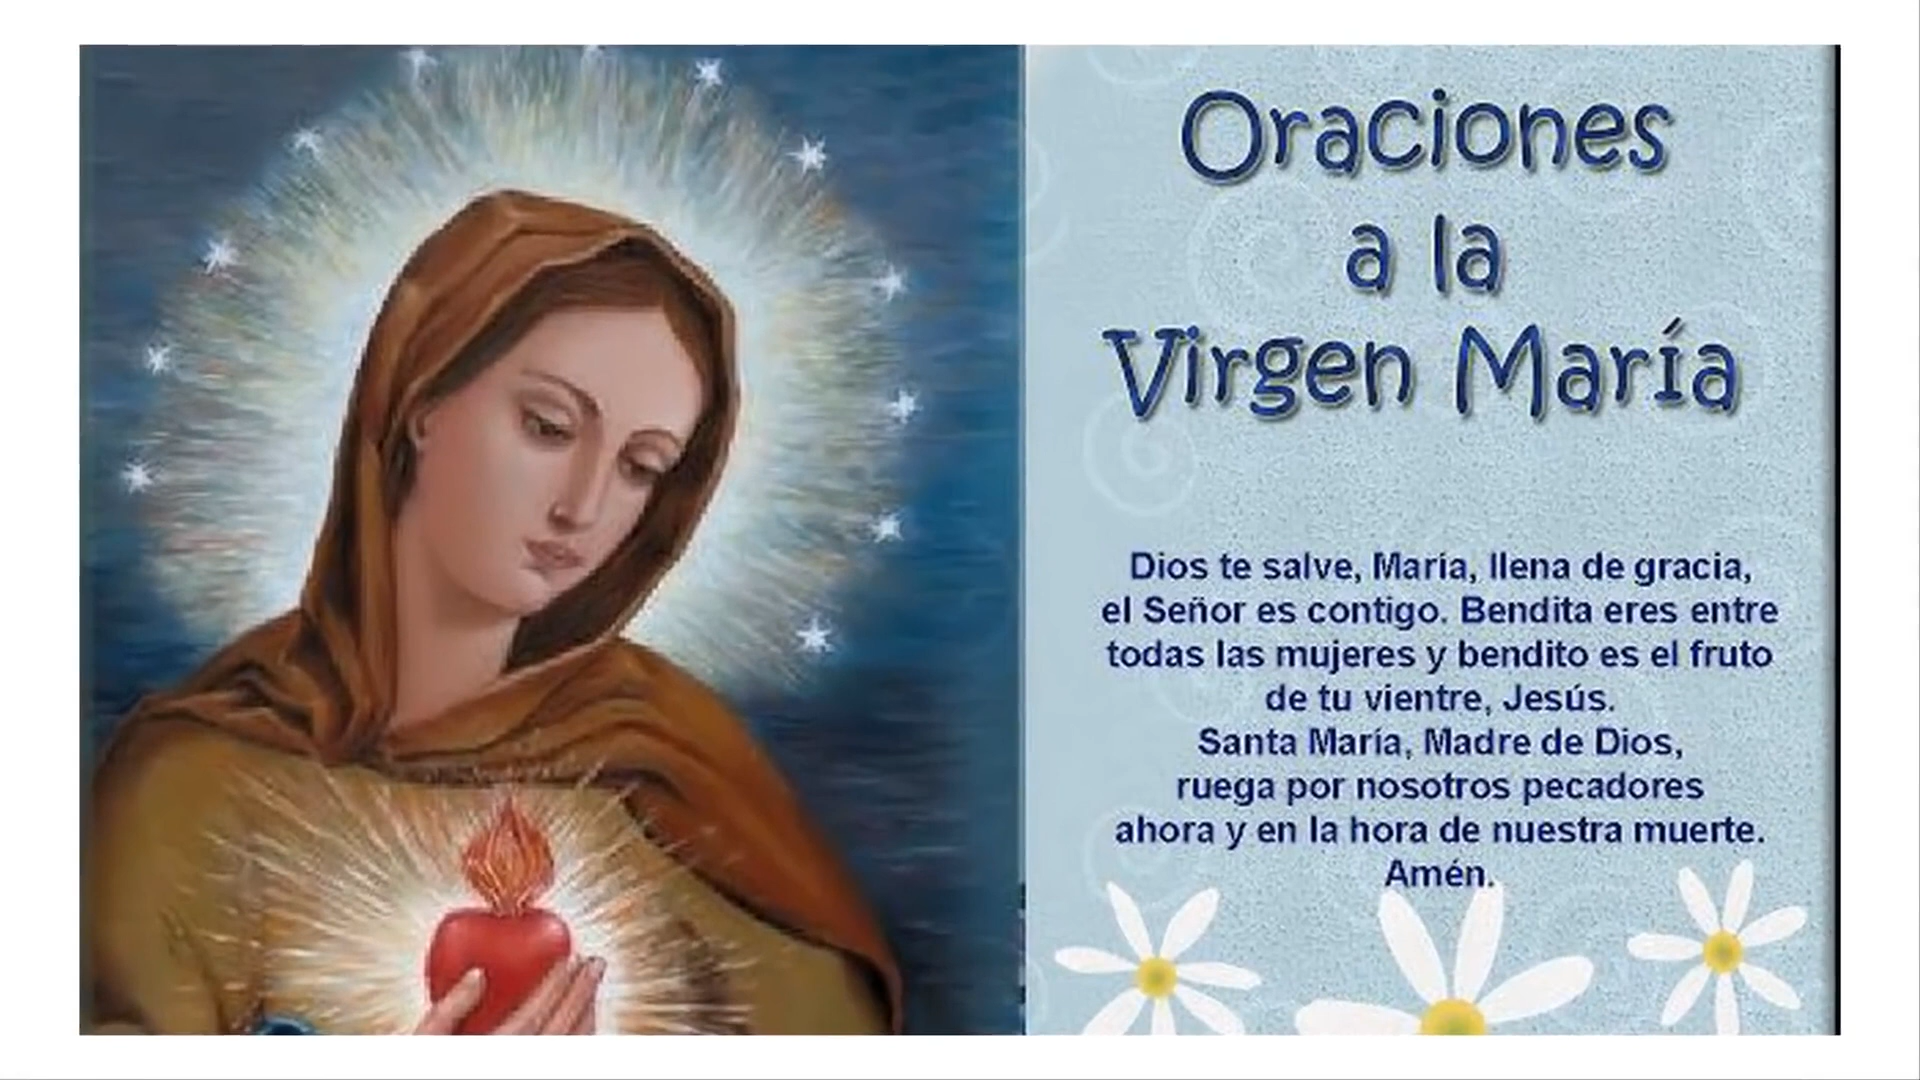 Oraciones
a la
Virgen María
Dios te salve, María, llena de gracia,
el Señor es contigo. Bendita eres entre
todas las mujeres y bendito es el fruto
de tu vientre, Jesús.
Santa María, Madre de Dios,
ruega por nosotros pecadores
ahora y en la hora de nuestra muerte.
Amén.